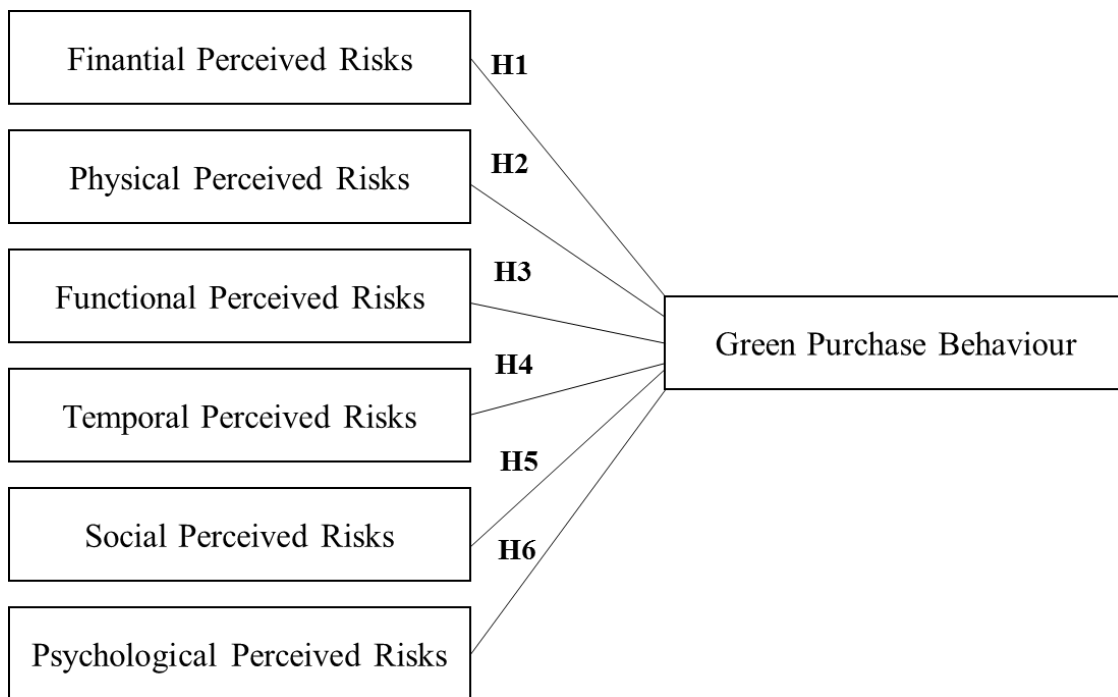 Finantial Perceived Risks
H1
Physical Perceived Risks
H2
Functional Perceived Risks
H3
Green Purchase Behaviour
Temporal Perceived Risks
H4
Social Perceived Risks
H5
Psychological Perceived Risks
H6